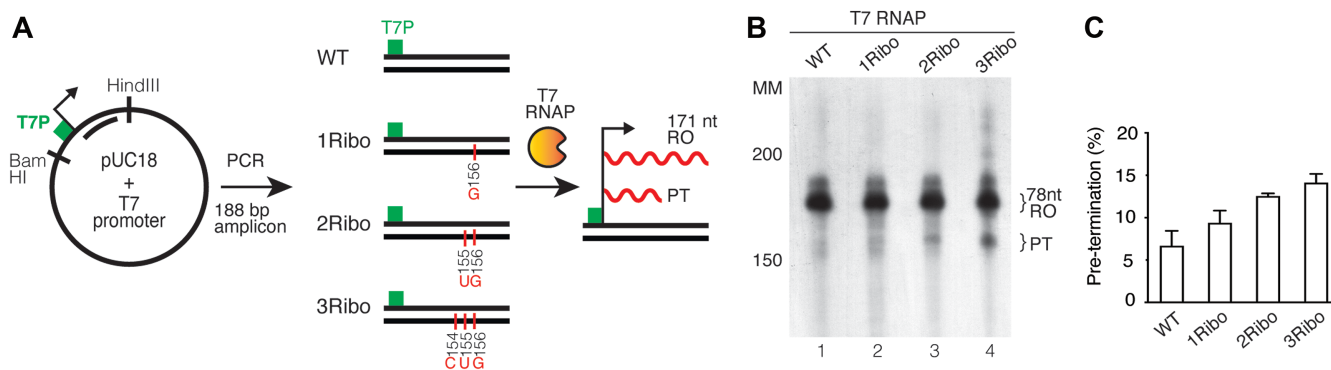 A
T7P
HindIII
Bam
HI
pUC18
+
T7
promoter
PCR
188 bp
amplicon
WT
T7P
1Ribo
156
G
2Ribo
155 156
UG
3Ribo
154 155 156
C U G
T7
RNAP
171 nt
RO
PT
B
T7 RNAP
WT 1Ribo 2Ribo 3Ribo
MM
200
150
78nt
RO
PT
1 2 3 4
C
Pre-termination (%)
20
15
10
5
0
WT 1Ribo 2Ribo 3Ribo